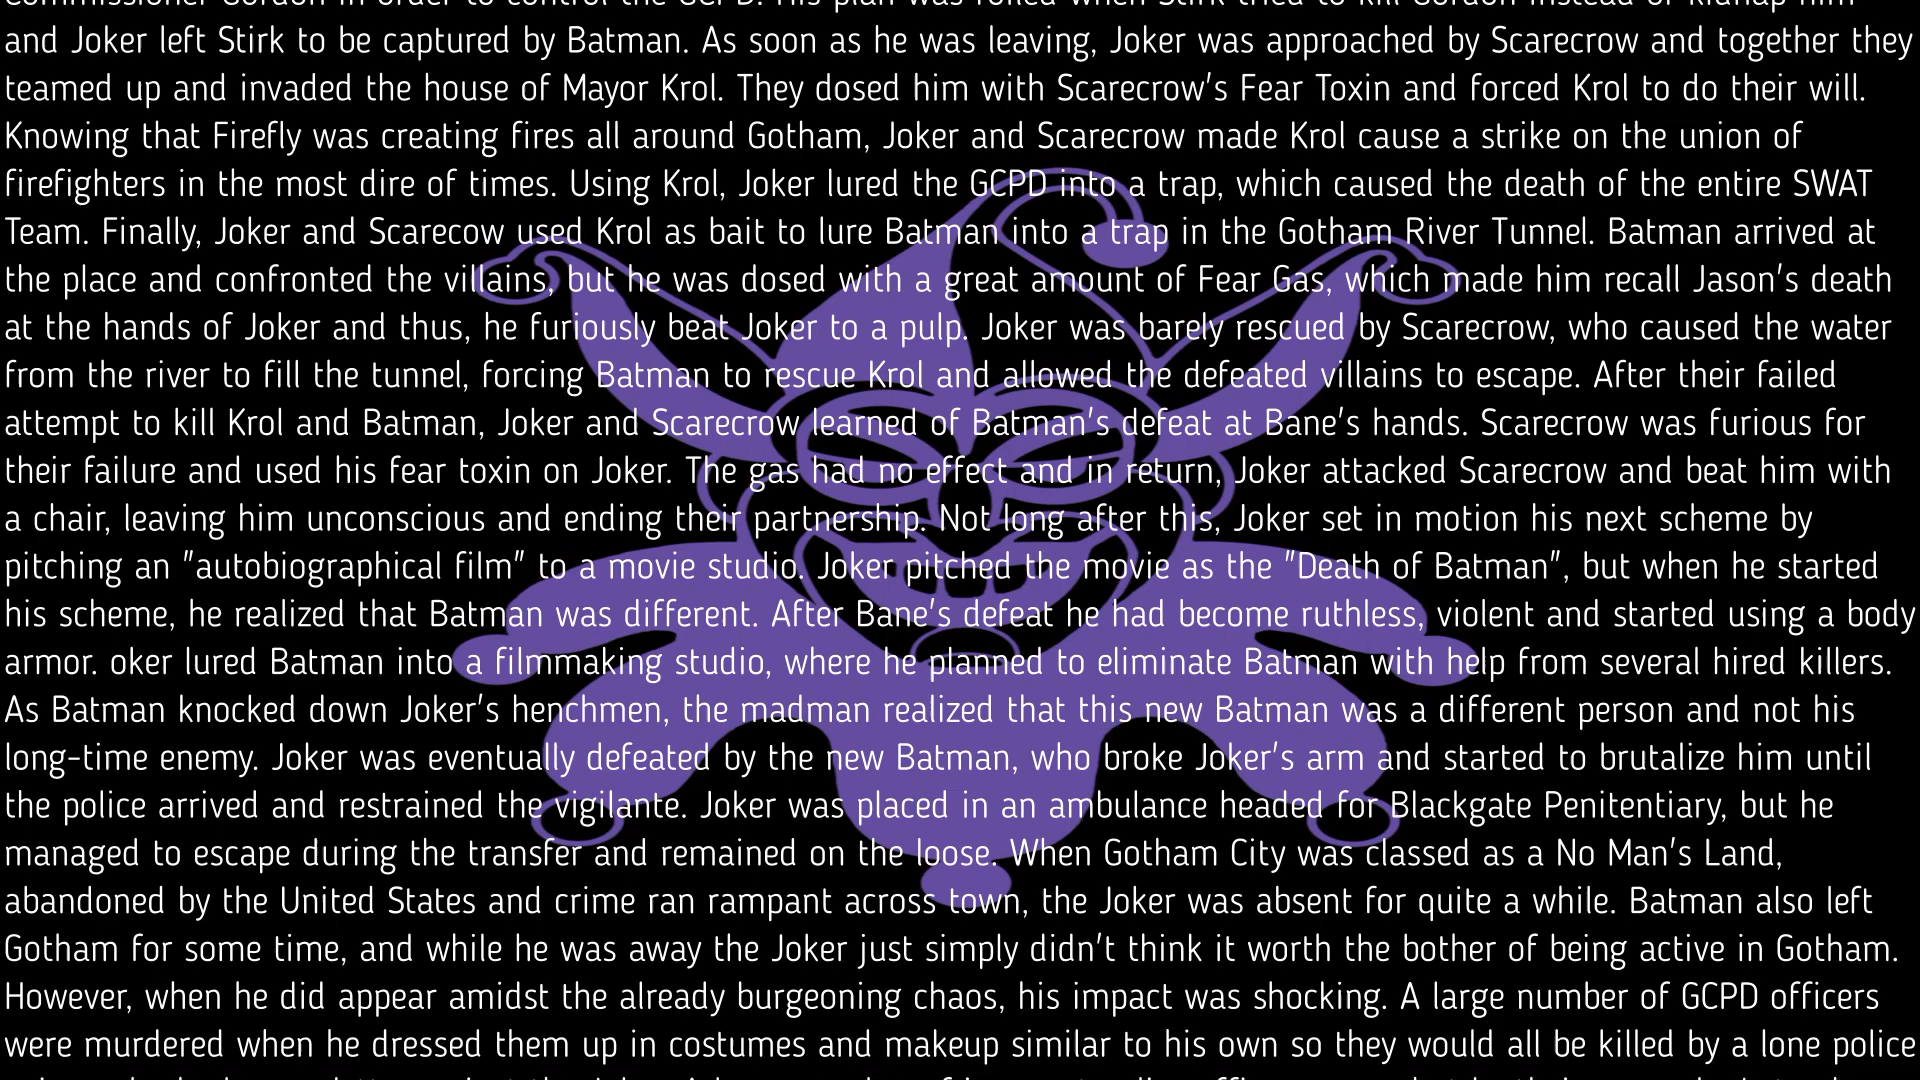 Commissioner Gordon in order to control the GCPD. His plan was foiled when Stirk tried to kill Gordon instead of kidnap him
and Joker left Stirk to be captured by Batman. As soon as he was leaving, Joker was approached by Scarecrow and together they
teamed up and invaded the house of Mayor Krol. They dosed him with Scarecrow's Fear Toxin and forced Krol to do their will.
Knowing that Firefly was creating fires all around Gotham, Joker and Scarecrow made Krol cause a strike on the union of
firefighters in the most dire of times. Using Krol, Joker lured the GCPD into a trap, which caused the death of the entire SWAT
Team. Finally, Joker and Scarecow used Krol as bait to lure Batman into a trap in the Gotham River Tunnel. Batman arrived at
the place and confronted the villains, but he was dosed with a great amount of Fear Gas, which made him recall Jason's death
at the hands of Joker and thus, he furiously beat Joker to a pulp. Joker was barely rescued by Scarecrow, who caused the water
from the river to fill the tunnel, forcing Batman to rescue Krol and allowed the defeated villains to escape. After their failed
attempt to kill Krol and Batman, Joker and Scarecrow learned of Batman's defeat at Bane's hands. Scarecrow was furious for
their failure and used his fear toxin on Joker. The gas had no effect and in return, Joker attacked Scarecrow and beat him with
a chair, leaving him unconscious and ending their partnership. Not long after this, Joker set in motion his next scheme by
pitching an "autobiographical film" to a movie studio. Joker pitched the movie as the "Death of Batman", but when he started
his scheme, he realized that Batman was different. After Bane's defeat he had become ruthless, violent and started using a body
armor. oker lured Batman into a filmmaking studio, where he planned to eliminate Batman with help from several hired killers.
As Batman knocked down Joker's henchmen, the madman realized that this new Batman was a different person and not his
long-time enemy. Joker was eventually defeated by the new Batman, who broke Joker's arm and started to brutalize him until
the police arrived and restrained the vigilante. Joker was placed in an ambulance headed for Blackgate Penitentiary, but he
managed to escape during the transfer and remained on the loose. When Gotham City was classed as a No Man's Land,
abandoned by the United States and crime ran rampant across town, the Joker was absent for quite a while. Batman also left
Gotham for some time, and while he was away the Joker just simply didn't think it worth the bother of being active in Gotham.
However, when he did appear amidst the already burgeoning chaos, his impact was shocking. A large number of GCPD officers
were murdered when he dressed them up in costumes and makeup similar to his own so they would all be killed by a lone police